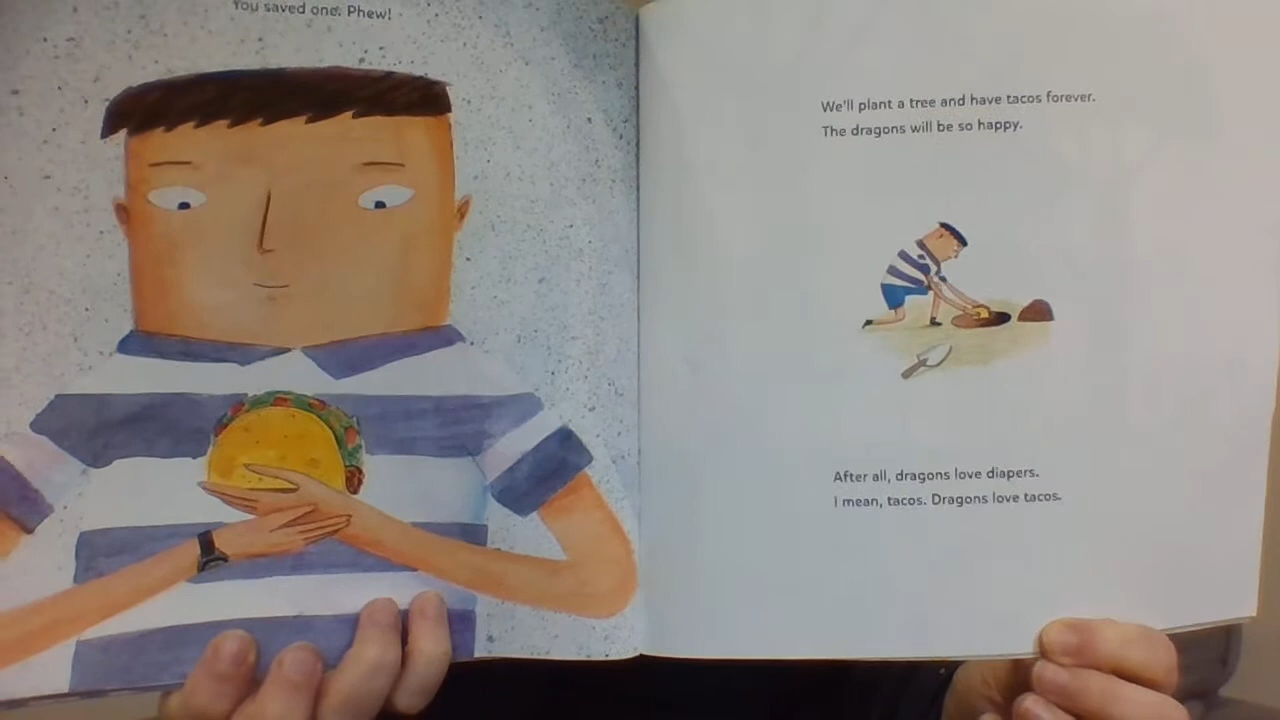 You saved one. Phew!
We'll plant a tree and have tacos forever.
The dragons will be so happy.
After all, dragons love diapers.
I mean, tacos. Dragons love tacos.